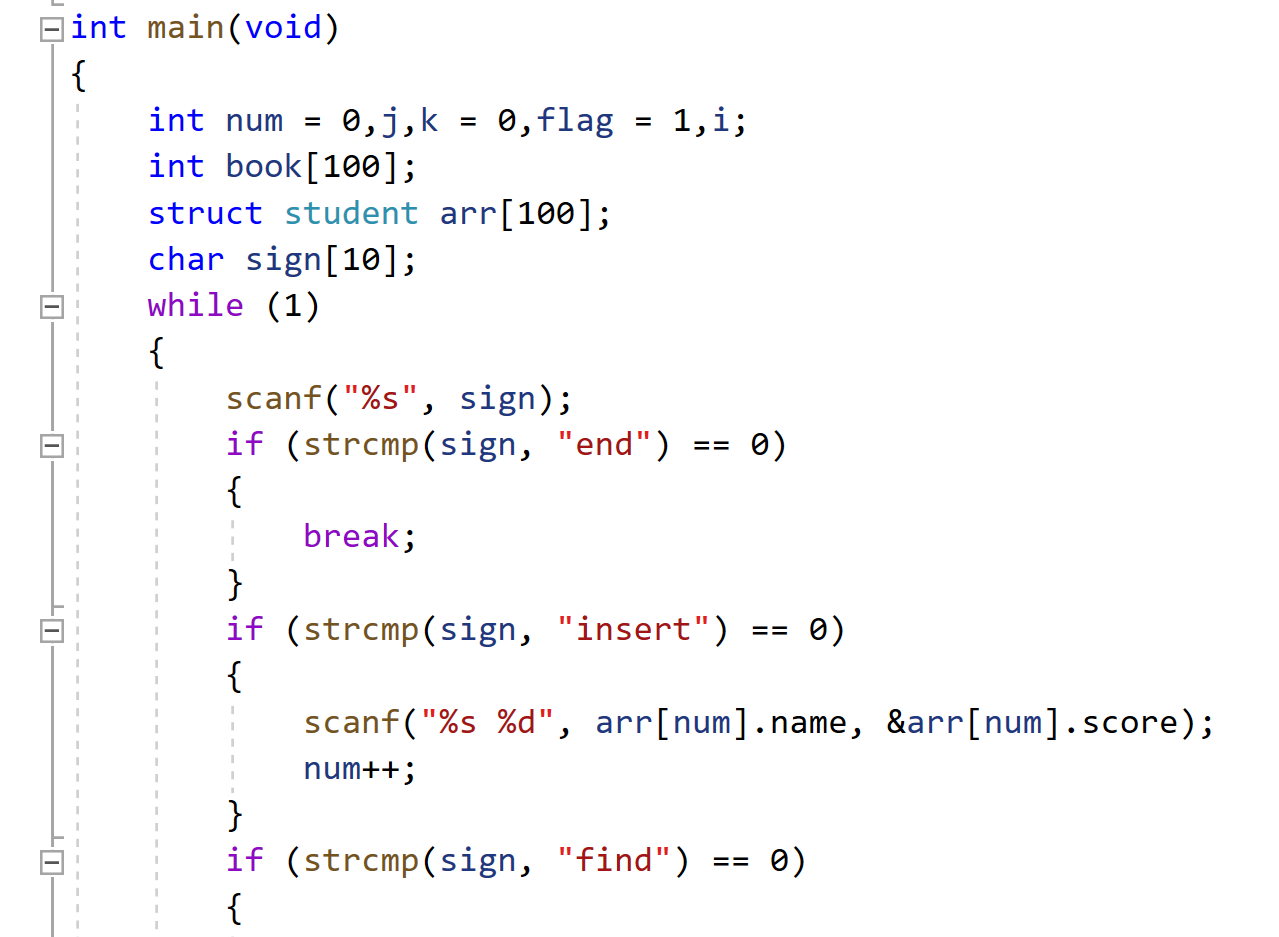 int main(void)
{
    int num = 0,j,k = 0,flag = 1,i;
    int book[100];
    struct student arr[100];
    char sign[10];
    while (1)
    {
        scanf("%s", sign);
        if (strcmp(sign, "end") == 0)
        {
            break;
        }
        if (strcmp(sign, "insert") == 0)
        {
            scanf("%s %d", arr[num].name, &arr[num].score);
            num++;
        }
        if (strcmp(sign, "find") == 0)
        {